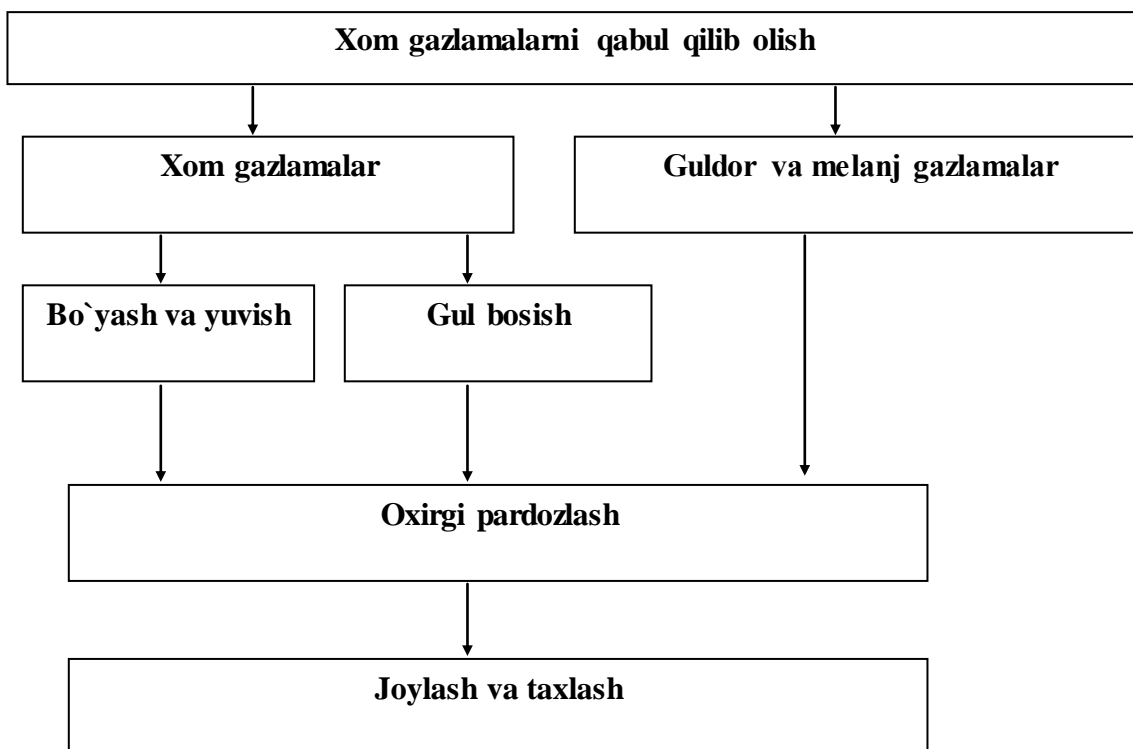 Xom gazlamalarni qabul qilib olish
Xom gazlamalar
Guldor va melanj gazlamalar
Bo`yash va yuvish
Gul bosish
Oxirgi pardozlash
Joylash va taxlash